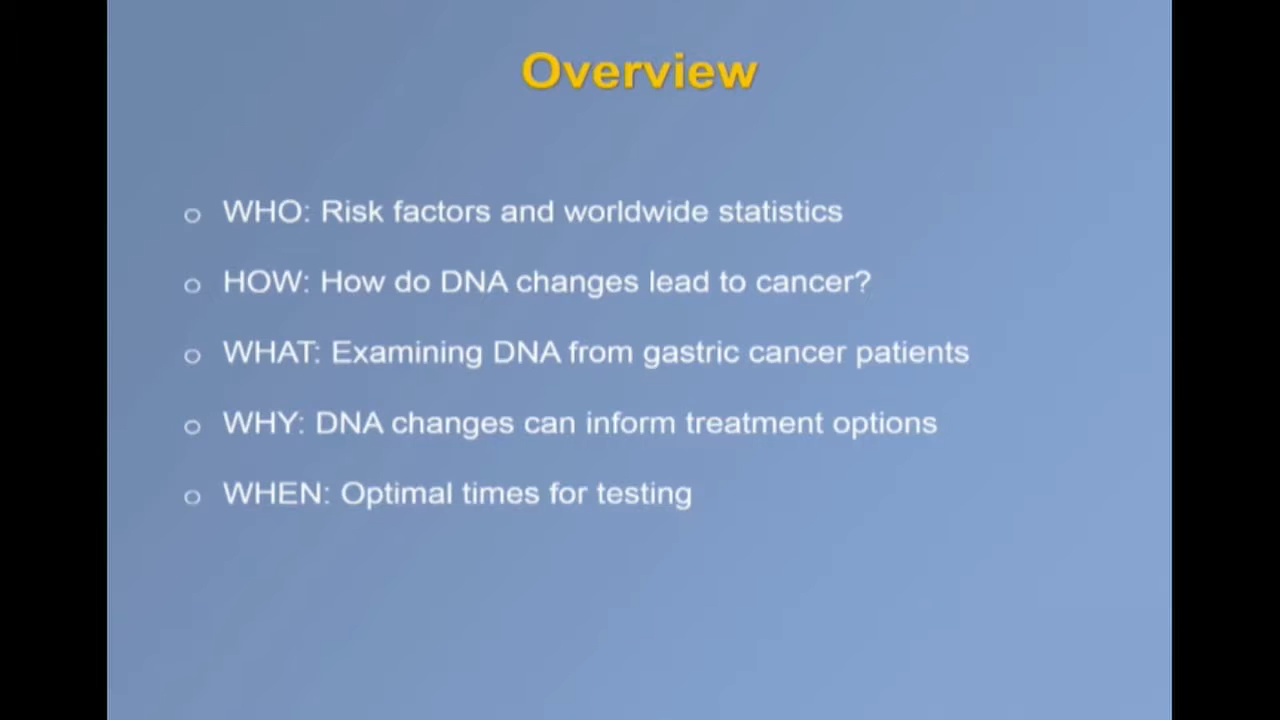 Overview
o WHO: Risk factors and worldwide statistics
o HOW: How do DNA changes lead to cancer?
o WHAT: Examining DNA from gastric cancer patients
o WHY: DNA changes can inform treatment options
o WHEN: Optimal times for testing